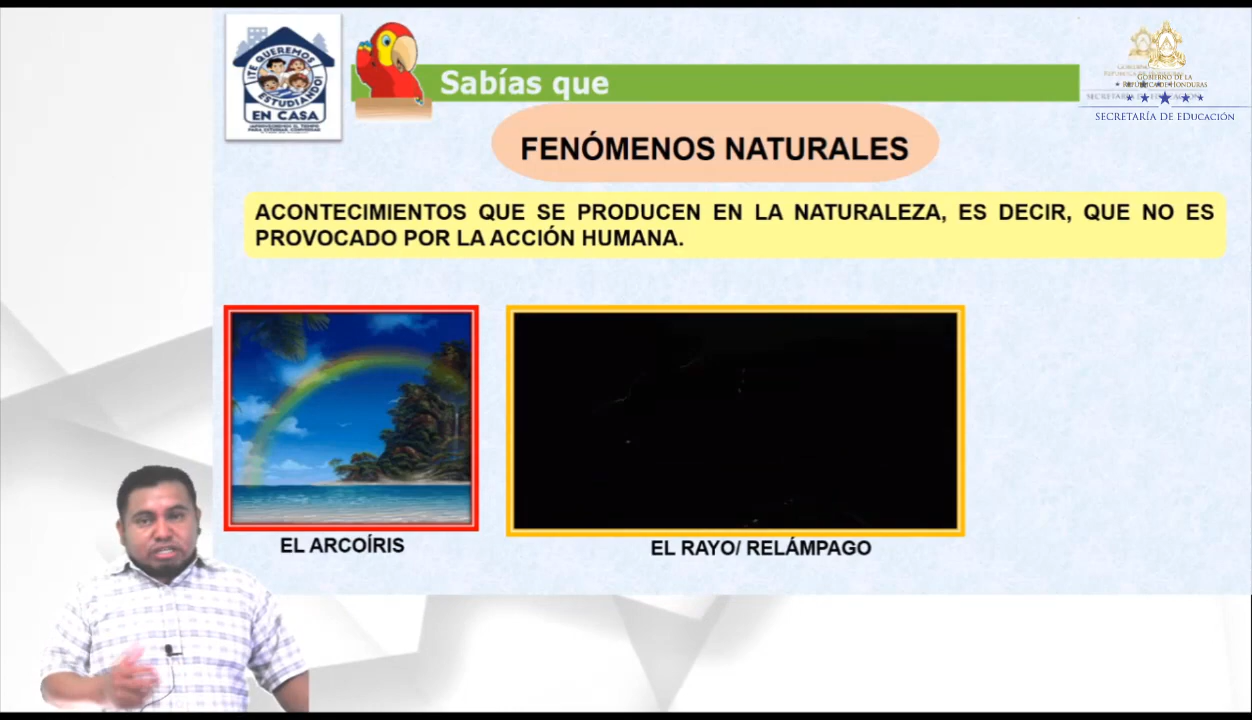 ¡TE QUEREMOS
ESTUDIANDO!
EN CASA
Sabías que
GOBIERNO DE LA
REPÚBLICA DE HONDURAS
SECRETARÍA DE EDUCACIÓN
FENÓMENOS NATURALES
ACONTECIMIENTOS QUE SE PRODUCEN EN LA NATURALEZA, ES DECIR, QUE NO ES
PROVOCADO POR LA ACCIÓN HUMANA.
EL ARCOÍRIS
EL RAYO/ RELÁMPAGO